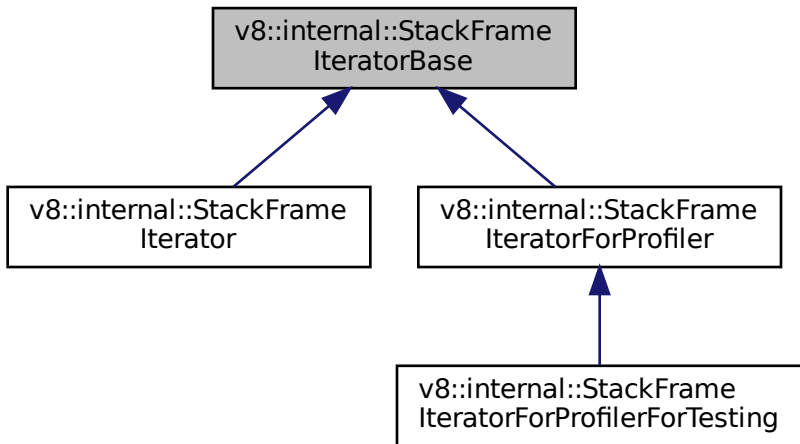 v8::internal::StackFrame
IteratorBase
v8::internal::StackFrame
Iterator
v8::internal::StackFrame
IteratorForProfiler
v8::internal::StackFrame
IteratorForProfilerForTesting